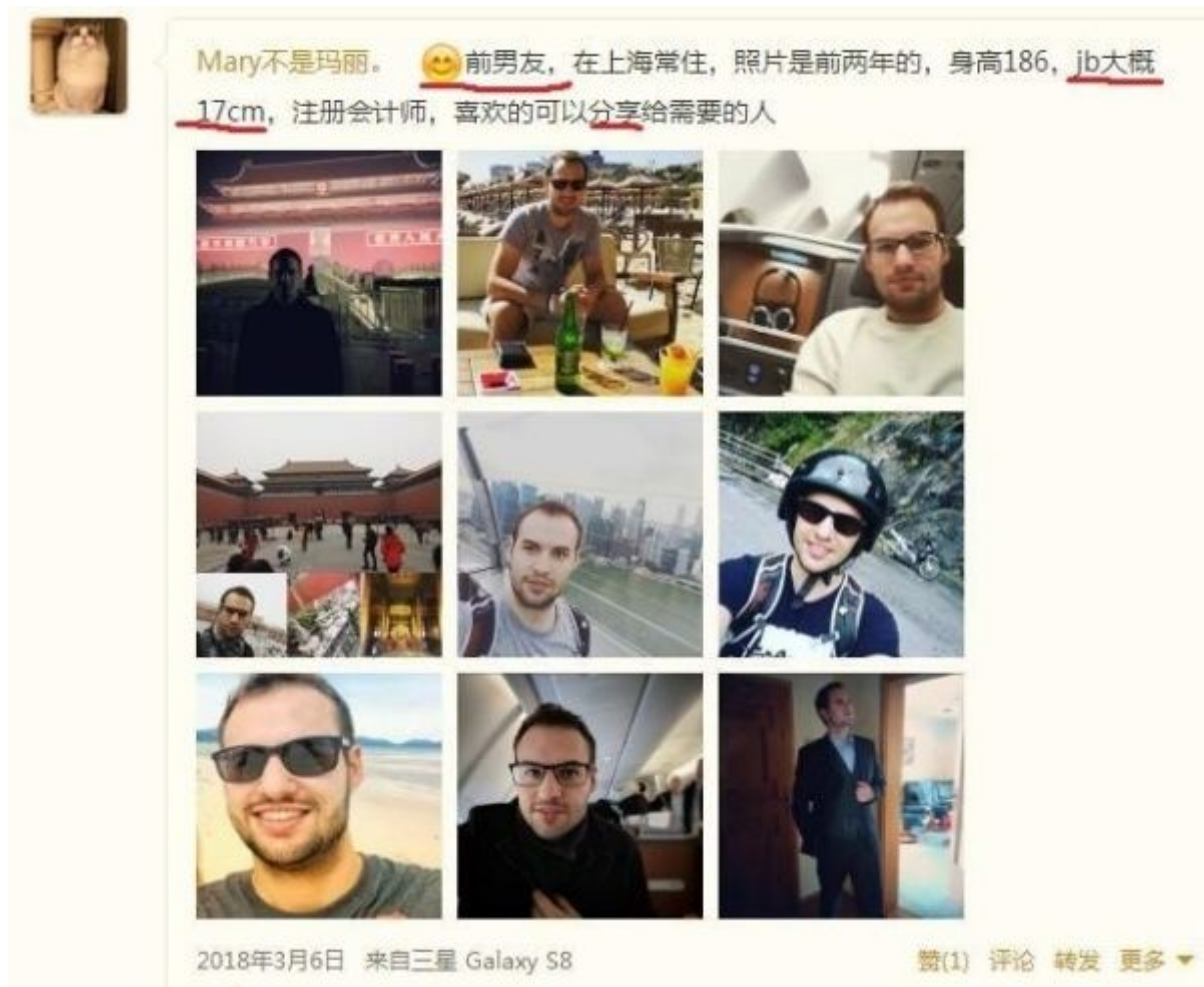 Mary不是玛丽。 😊前男友，在上海常住，照片是前两年的，身高186，jb大概
17cm，注册会计师，喜欢的可以分享给需要的人
2018年3月6日 来自三星 Galaxy S8
赞(1) 评论 转发 更多